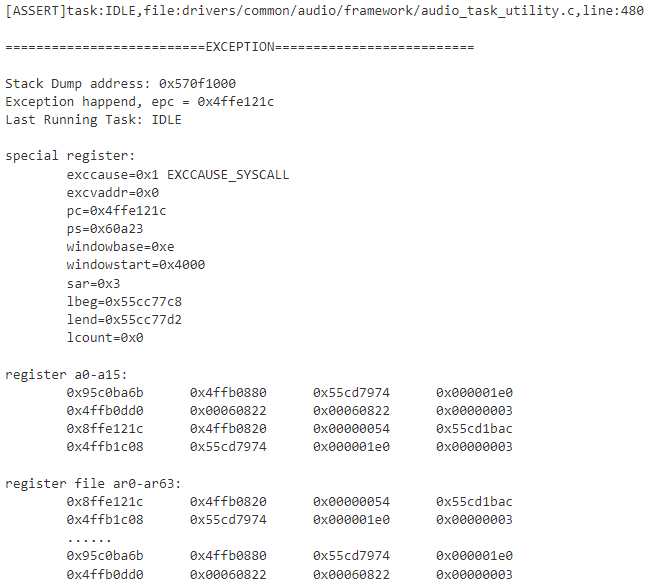 [ASSERT]task:IDLE,file:drivers/common/audio/framework/audio_task_utility.c,line:480
==========================EXCEPTION==========================
Stack Dump address: 0x570f1000
Exception happend, epc = 0x4ffe121c
Last Running Task: IDLE
special register:
exccause=0x1 EXCCAUSE_SYSCALL
excvaddr=0x0
pc=0x4ffe121c
ps=0x60a23
windowbase=0xe
windowstart=0x4000
sar=0x3
lbeg=0x55cc77c8
lend=0x55cc77d2
lcount=0x0
register a0-a15:
0x95c0ba6b 0x4ffb0880 0x55cd7974 0x000001e0
0x4ffb0dd0 0x00060822 0x00060822 0x00000003
0x8ffe121c 0x4ffb0820 0x00000054 0x55cd1bac
0x4ffb1c08 0x55cd7974 0x000001e0 0x00000003
register file ar0-ar63:
0x8ffe121c 0x4ffb0820 0x00000054 0x55cd1bac
0x4ffb1c08 0x55cd7974 0x000001e0 0x00000003
......
0x95c0ba6b 0x4ffb0880 0x55cd7974 0x000001e0
0x4ffb0dd0 0x00060822 0x00060822 0x00000003